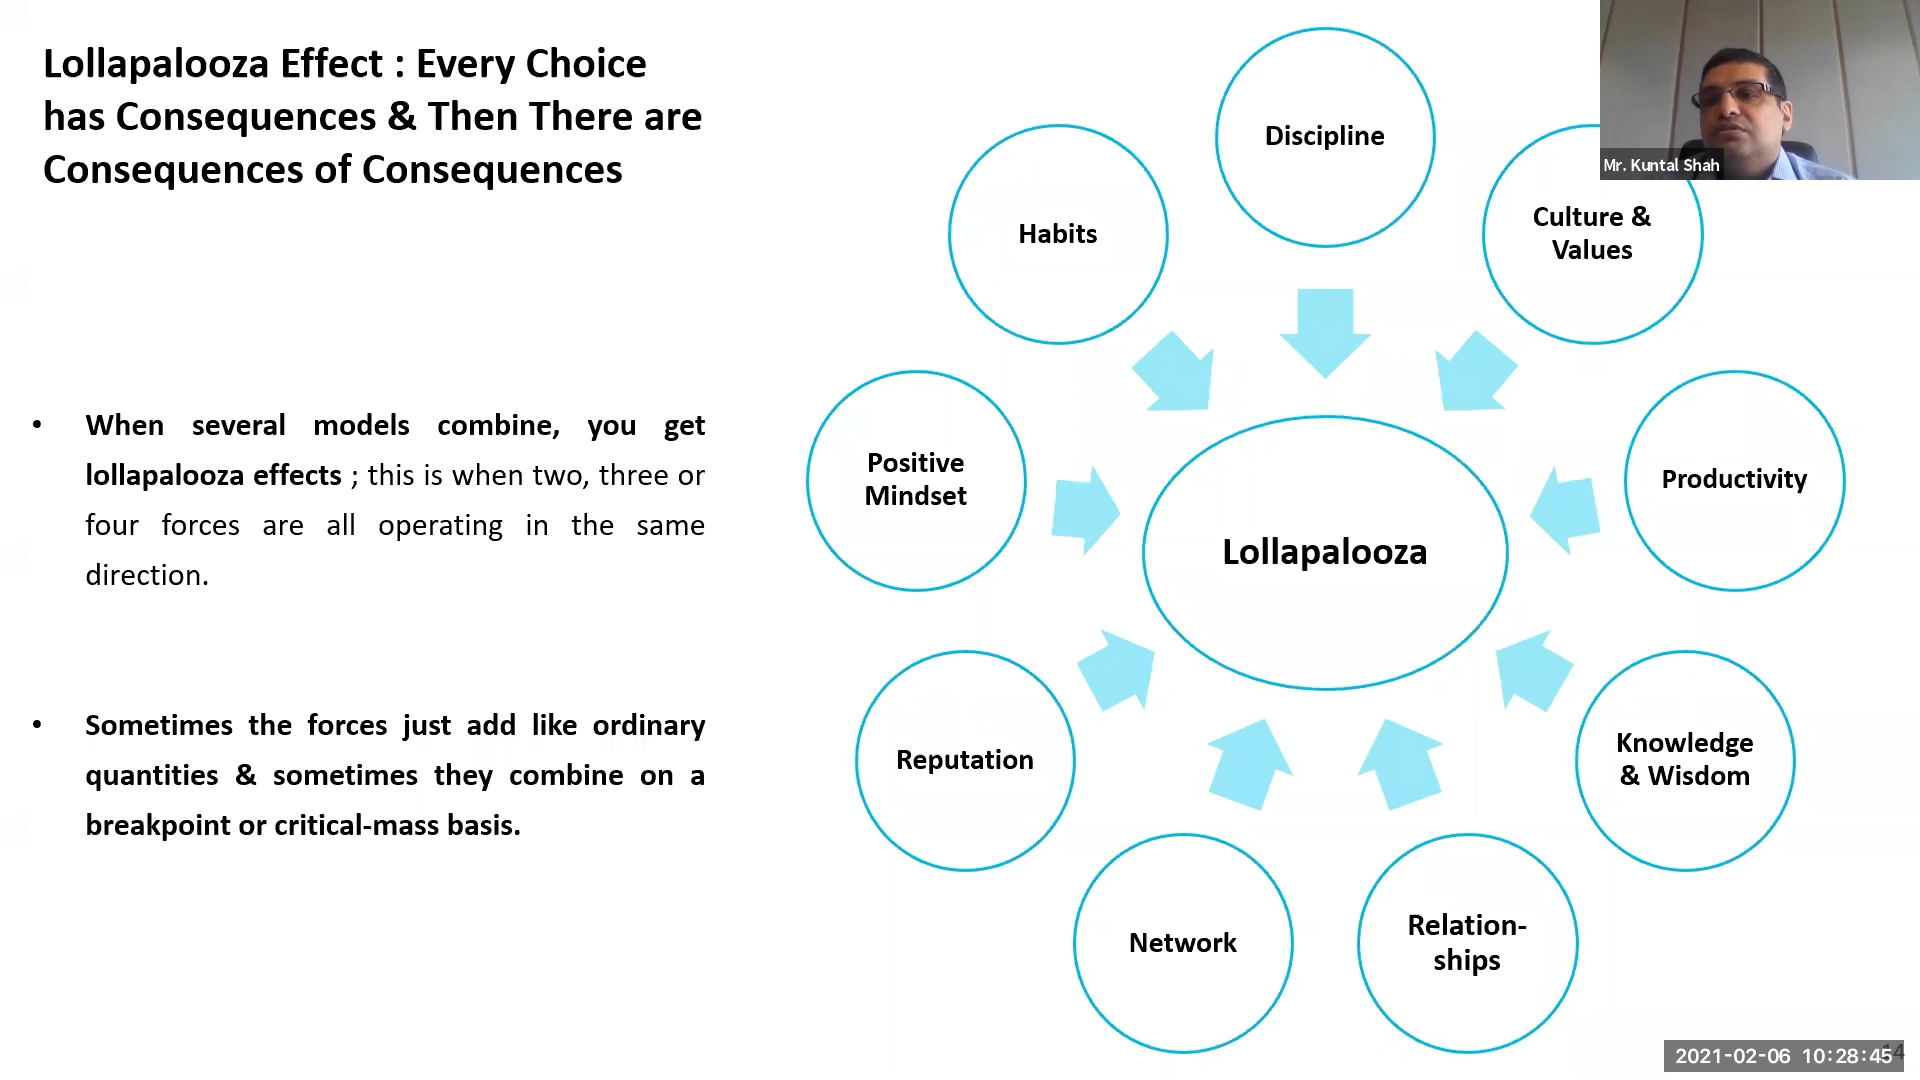 Lollapalooza Effect : Every Choice
has Consequences & Then There are
Consequences of Consequences
• When several models combine, you get
lollapalooza effects ; this is when two, three or
four forces are all operating in the same
direction.
• Sometimes the forces just add like ordinary
quantities & sometimes they combine on a
breakpoint or critical-mass basis.
Discipline
Habits
Culture &
Values
Positive
Mindset
Productivity
Lollapalooza
Reputation
Knowledge
& Wisdom
Network
Relation-
ships
Mr. Kuntal Shah
2021-02-06 10:28:45